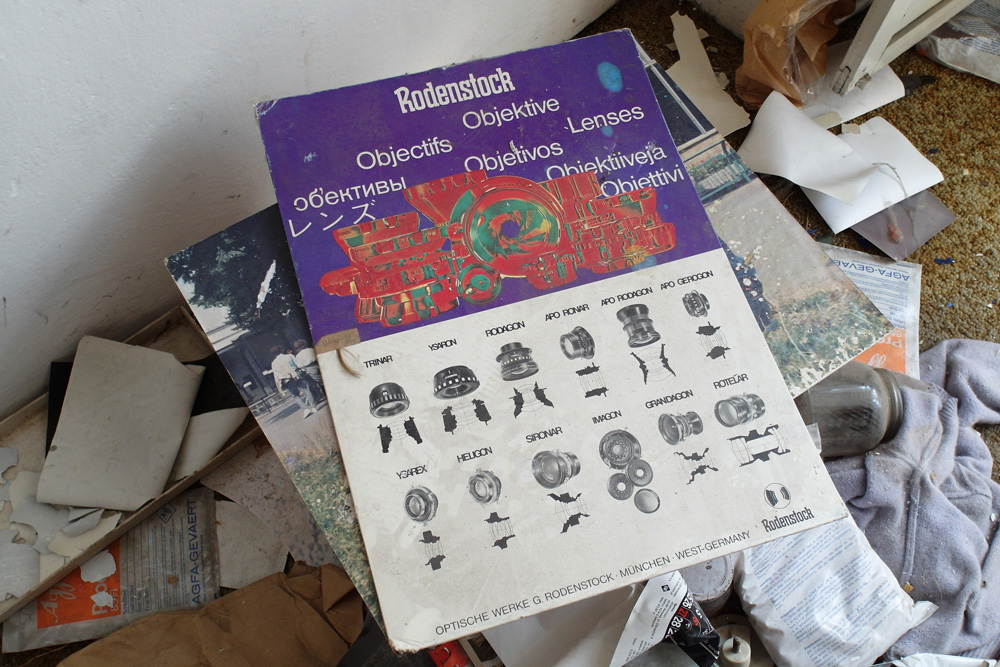 Rodenstock
Objektive
Lenses
Objectifs
Objetivos
Objektiiveja
Obiettivi
объективы
レンズ
TRINAR
YSARON
RODAGON
APO RONAR
APO RODAGON
APO GEROGON
YSAREX
HELIGON
SIRONAR
IMAGON
GRANDAGON
ROTELAR
Rodenstock
OPTISCHE WERKE G. RODENSTOCK · MÜNCHEN · WEST-GERMANY
AGFA-GEVAERT
AGFA-GEVAERT